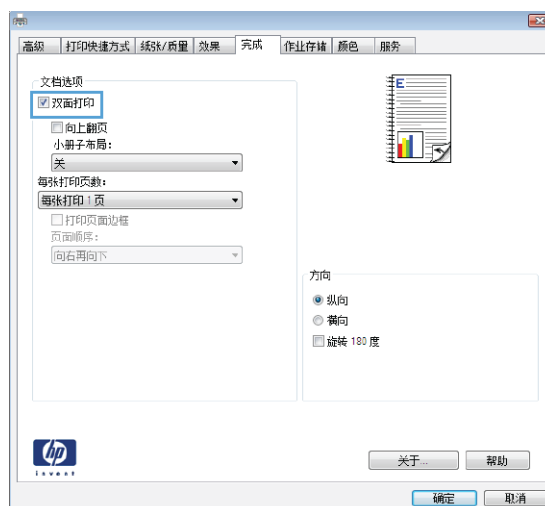 高级 打印快捷方式 纸张/质量 效果 完成 作业存储 颜色 服务
文档选项
双面打印
向上翻页
小册子布局：
关
每张打印页数：
每张打印 1 页
打印页面边框
页面顺序：
向右再向下
E
方向
纵向
横向
旋转 180 度
hp
invent
关于... 帮助
确定 取消